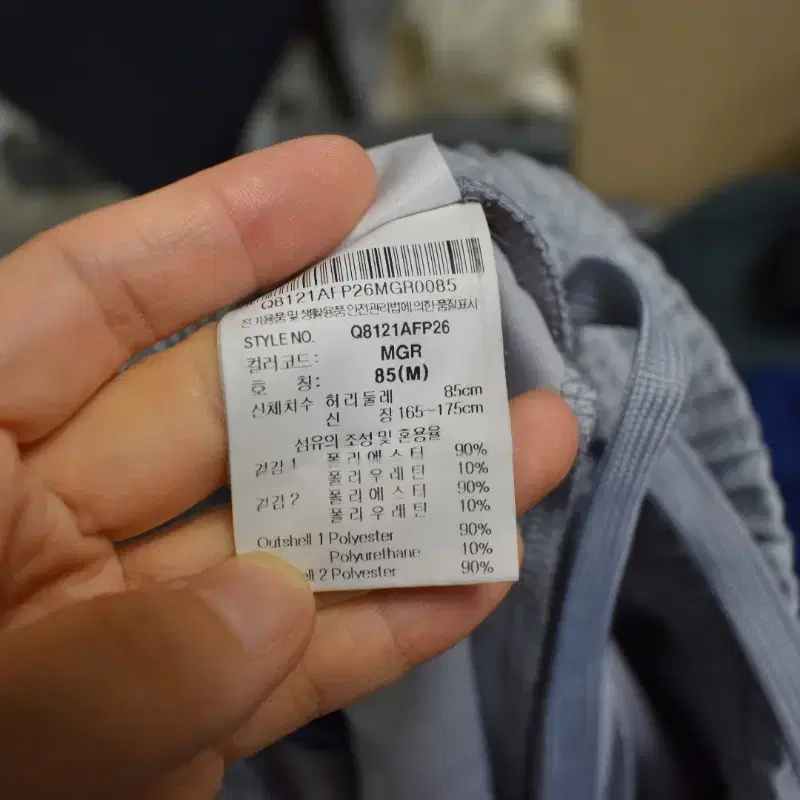 Q8121AFP26MGR0085
전기용품 및 생활용품 안전관리법에 의한 품질표시
STYLE NO. Q8121AFP26
컬러코드: MGR
호 칭: 85(M)
신체치수 허리둘레 85cm
신 장 165~175cm
섬유의 조성 및 혼용율
겉감 1 폴리에스터 90%
폴리우레탄 10%
겉감 2 폴리에스터 90%
폴리우레탄 10%
Outshell 1 Polyester 90%
Polyurethane 10%
2 Polyester 90%